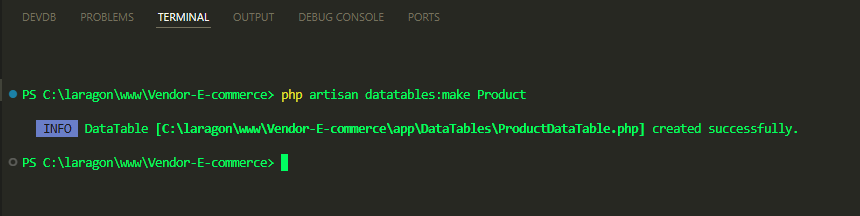 DEVDB PROBLEMS TERMINAL OUTPUT DEBUG CONSOLE PORTS
PS C:\laragon\www\Vendor-E-commerce> php artisan datatables:make Product
INFO DataTable [C:\laragon\www\Vendor-E-commerce\app\DataTables\ProductDataTable.php] created successfully.
PS C:\laragon\www\Vendor-E-commerce>